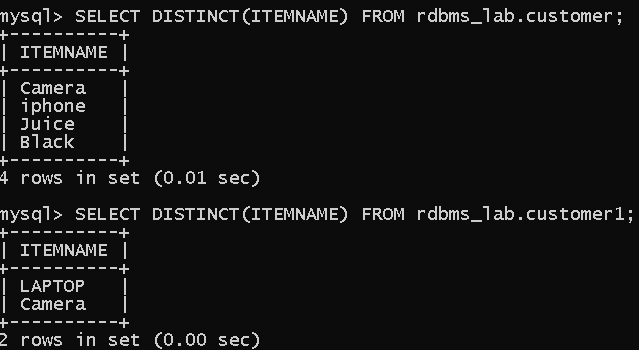 mysql> SELECT DISTINCT(ITEMNAME) FROM rdbms_lab.customer;
+----------+
| ITEMNAME |
+----------+
| Camera   |
| iphone   |
| Juice    |
| Black    |
+----------+
4 rows in set (0.01 sec)

mysql> SELECT DISTINCT(ITEMNAME) FROM rdbms_lab.customer1;
+----------+
| ITEMNAME |
+----------+
| LAPTOP   |
| Camera   |
+----------+
2 rows in set (0.00 sec)